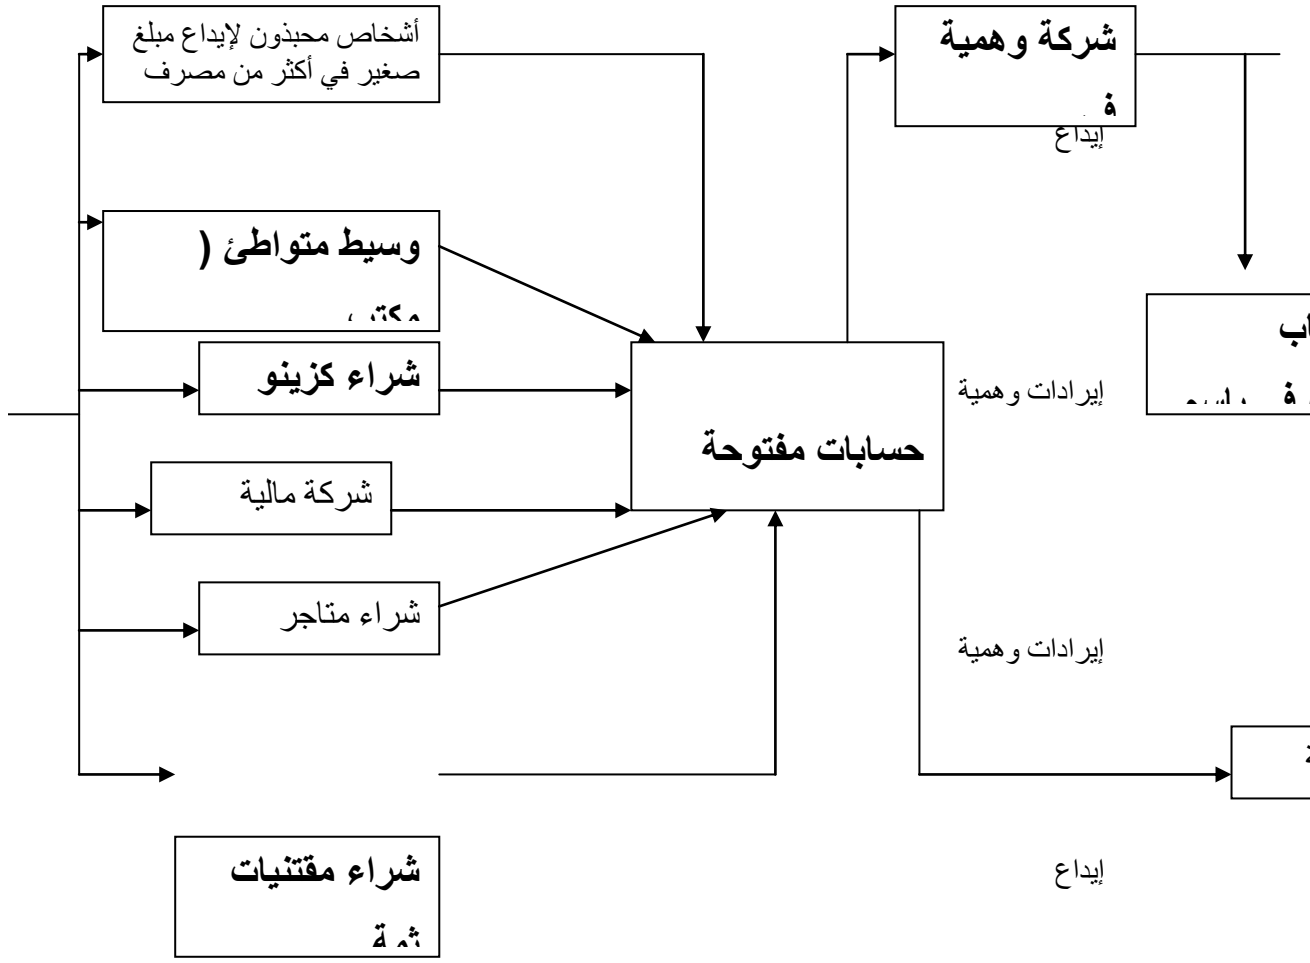 أشخاص محبذون لإيداع مبلغ
صغير في أكثر من مصرف
شركة وهمية
إيداع
وسيط متواطئ (
شراء كزينو
إيرادات وهمية
حسابات مفتوحة
شركة مالية
شراء متاجر
إيرادات وهمية
شراء مقتنيات
إيداع